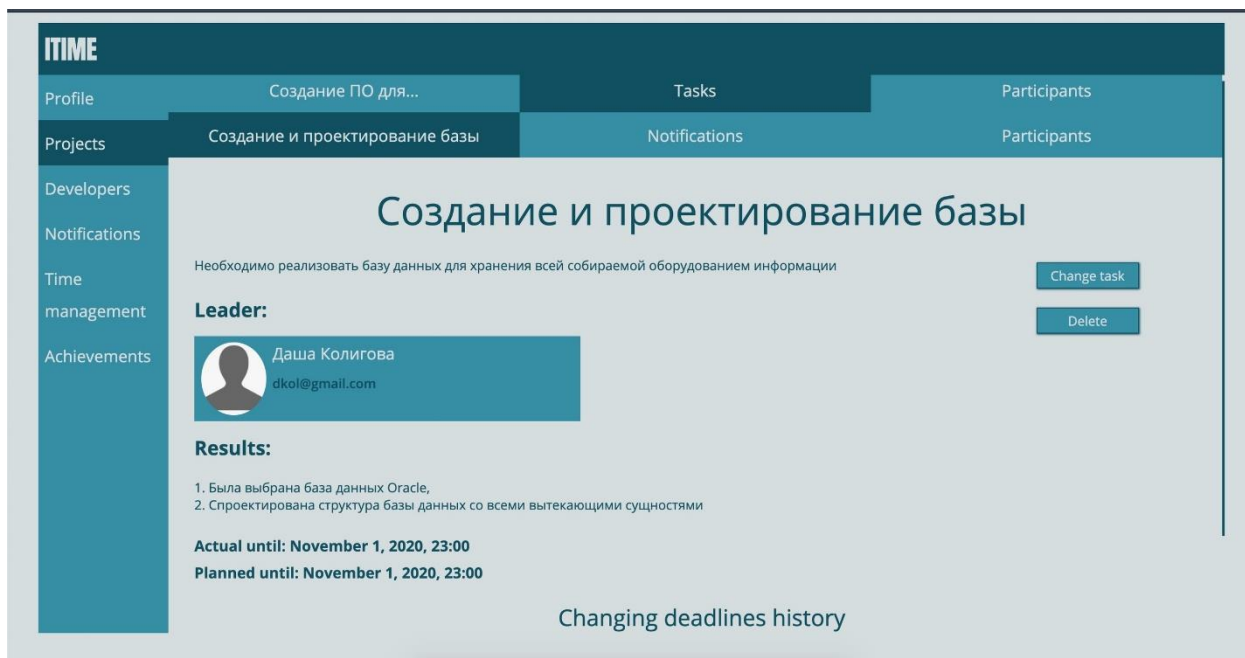 ITIME
Profile
Создание ПО для...
Tasks
Participants
Projects
Создание и проектирование базы
Notifications
Participants
Developers
Notifications
Time
management
Achievements
Создание и проектирование базы
Необходимо реализовать базу данных для хранения всей собираемой оборудованием информации
Change task
Delete
Leader:
Даша Колигова
dkol@gmail.com
Results:
1. Была выбрана база данных Oracle,
2. Спроектирована структура базы данных со всеми вытекающими сущностями
Actual until: November 1, 2020, 23:00
Planned until: November 1, 2020, 23:00
Changing deadlines history